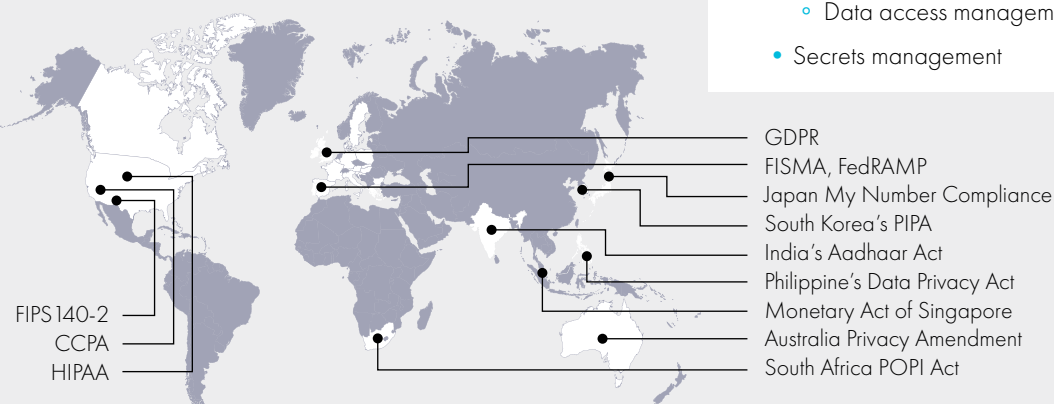 Data access managem
Secrets management
GDPR
FISMA, FedRAMP
Japan My Number Compliance
South Korea's PIPA
India's Aadhaar Act
Philippine's Data Privacy Act
Monetary Act of Singapore
Australia Privacy Amendment
South Africa POPI Act
FIPS140-2
CCPA
HIPAA